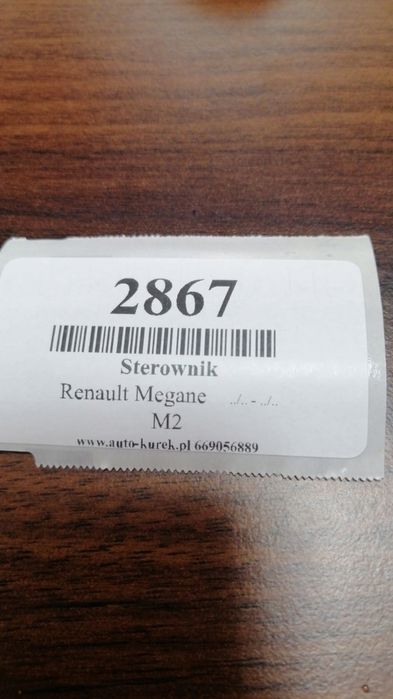 2867
Sterownik
Renault Megane ../.. - ../..
M2
www.auto-kurek.pl 669056889